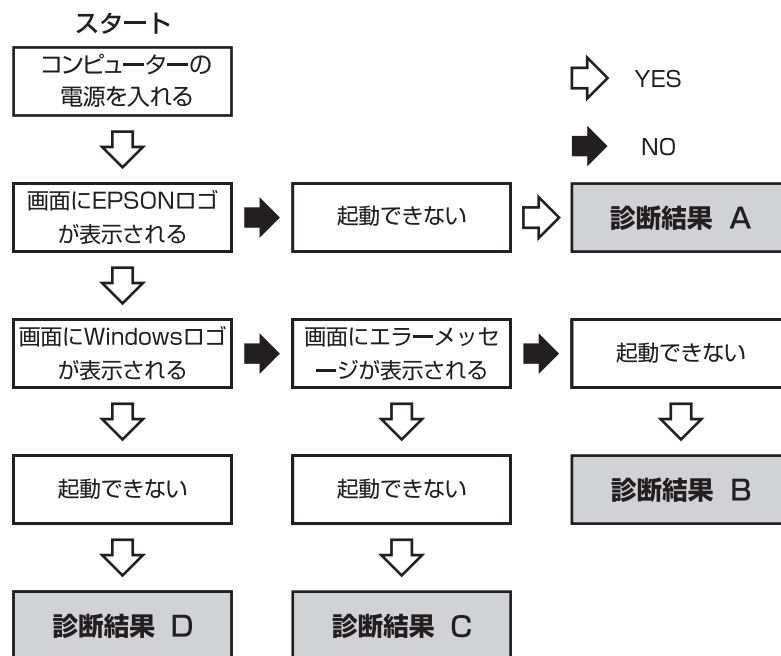 スタート
コンピューターの
電源を入れる
YES
NO
画面にEPSONロゴ
が表示される
起動できない
診断結果 A
画面にWindowsロゴ
が表示される
画面にエラーメッセ
ージが表示される
起動できない
起動できない
起動できない
診断結果 B
診断結果 D
診断結果 C